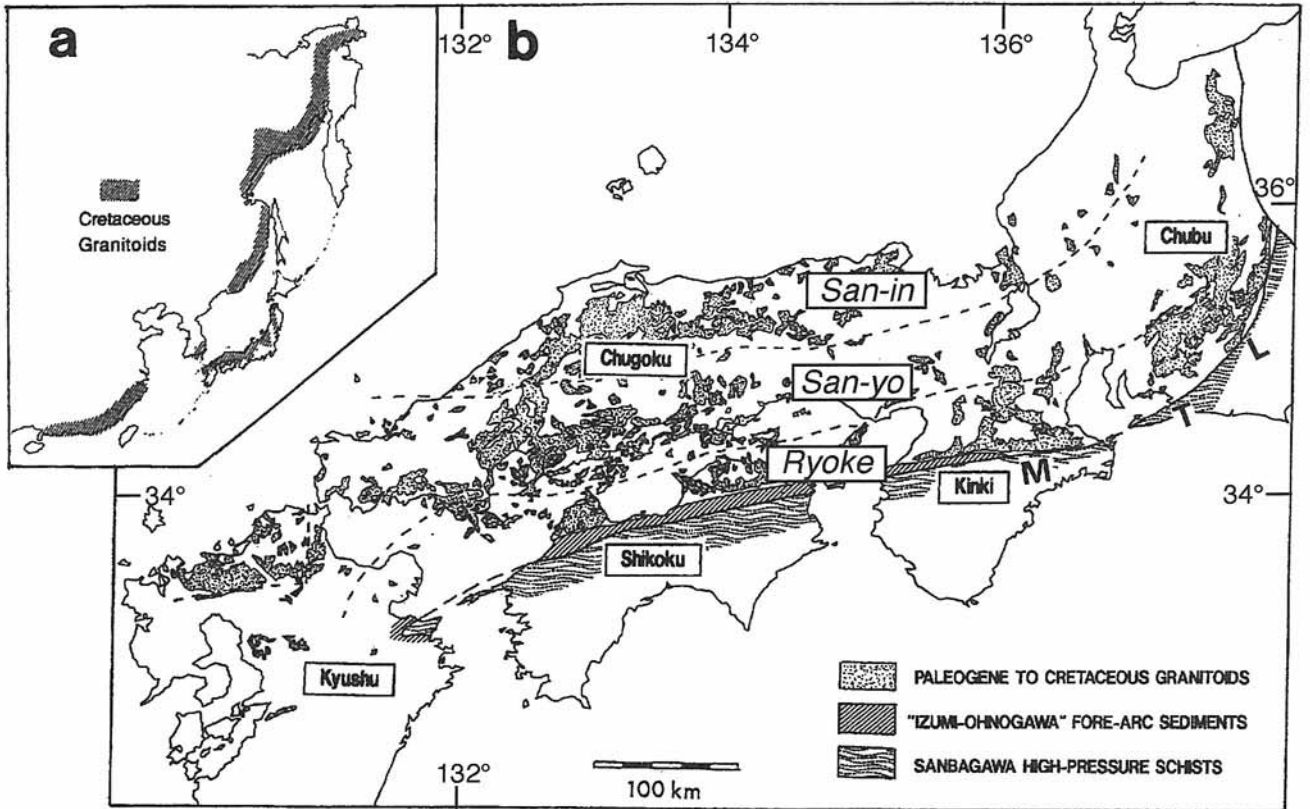 a
Cretaceous
Granitoids
b
132°
134°
136°
36°
Chubu
San-in
Chugoku
San-yo
L
T
Ryoke
M
34°
Kinki
34°
Shikoku
Kyushu
PALEOGENE TO CRETACEOUS GRANITOIDS
"IZUMI-OHNOGAWA" FORE-ARC SEDIMENTS
SANBAGAWA HIGH-PRESSURE SCHISTS
132°
100 km